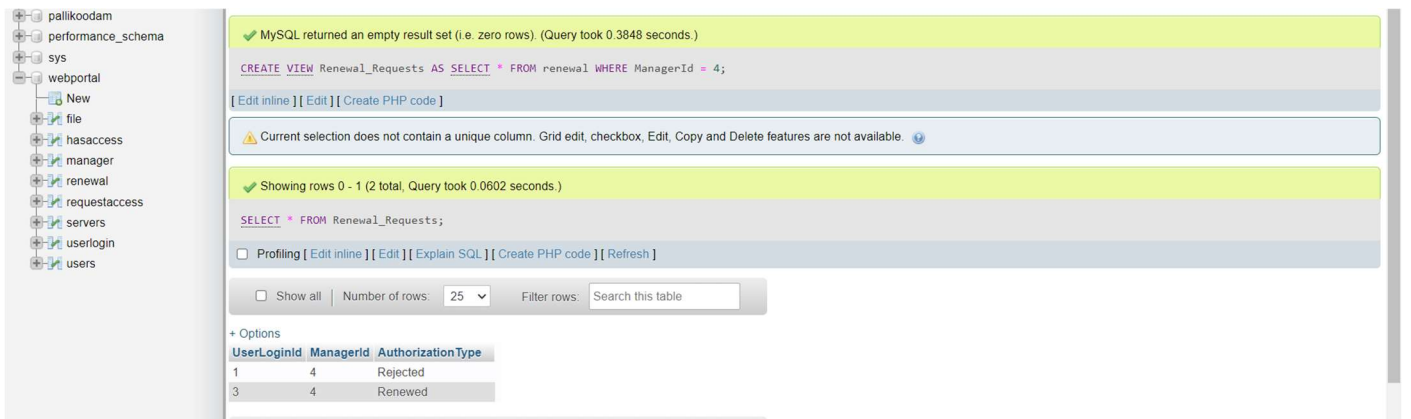 pallikoodam
performance_schema
sys
webportal
New
file
hasaccess
manager
renewal
requestaccess
servers
userlogin
users
MySQL returned an empty result set (i.e. zero rows). (Query took 0.3848 seconds.)
CREATE VIEW Renewal_Requests AS SELECT * FROM renewal WHERE ManagerId = 4;
[ Edit inline ] [ Edit ] [ Create PHP code ]
Current selection does not contain a unique column. Grid edit, checkbox, Edit, Copy and Delete features are not available.
Showing rows 0 - 1 (2 total, Query took 0.0602 seconds.)
SELECT * FROM Renewal_Requests;
Profiling [ Edit inline ] [ Edit ] [ Explain SQL ] [ Create PHP code ] [ Refresh ]
Show all | Number of rows: 25 Filter rows: Search this table
+ Options
UserLoginId ManagerId AuthorizationType
1 4 Rejected
3 4 Renewed